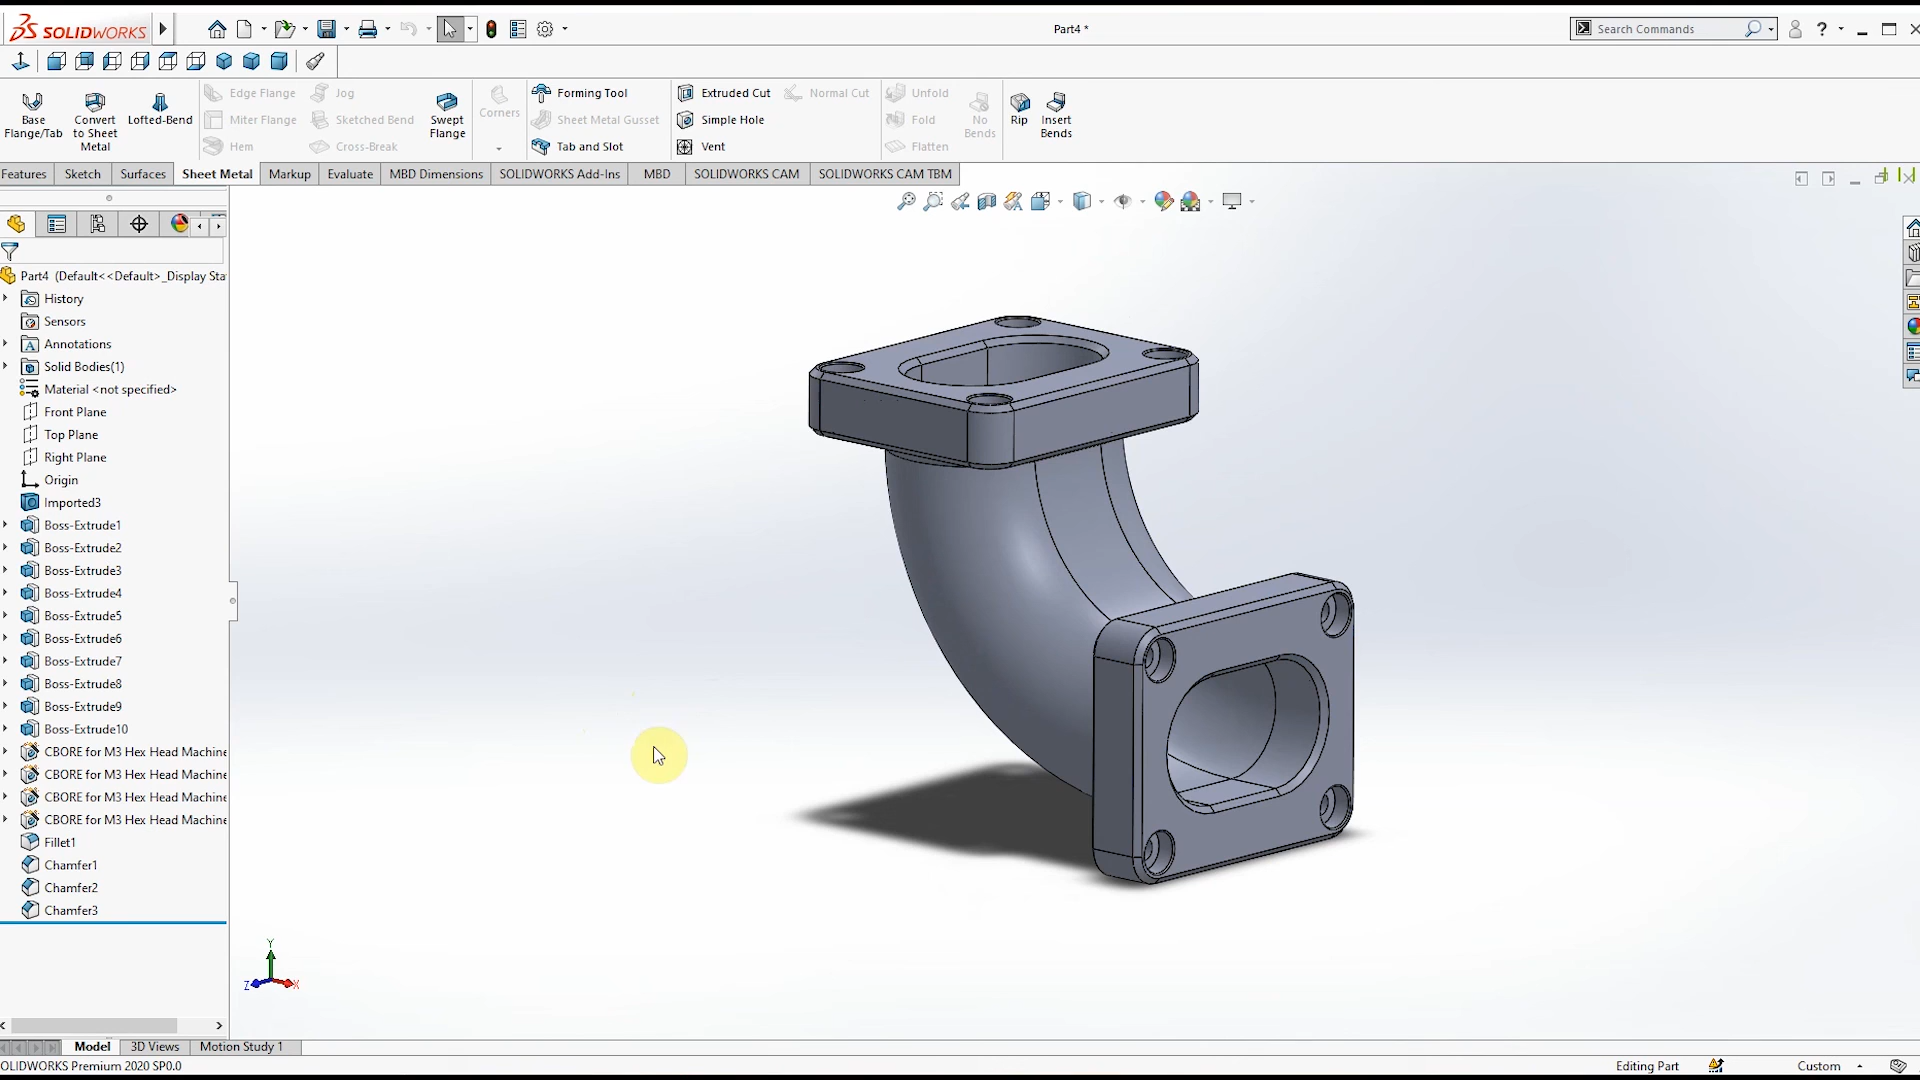 SOLIDWORKS
Part4 *
Search Commands
?
Base Flange/Tab
Convert to Sheet Metal
Lofted-Bend
Edge Flange
Miter Flange
Hem
Jog
Sketched Bend
Cross-Break
Swept Flange
Corners
Forming Tool
Sheet Metal Gusset
Tab and Slot
Extruded Cut
Simple Hole
Vent
Normal Cut
Unfold
Fold
Flatten
No Bends
Rip
Insert Bends
Features
Sketch
Surfaces
Sheet Metal
Markup
Evaluate
MBD Dimensions
SOLIDWORKS Add-Ins
MBD
SOLIDWORKS CAM
SOLIDWORKS CAM TBM
Part4 (Default<<Default>_Display Sta
History
Sensors
Annotations
Solid Bodies(1)
Material <not specified>
Front Plane
Top Plane
Right Plane
Origin
Imported3
Boss-Extrude1
Boss-Extrude2
Boss-Extrude3
Boss-Extrude4
Boss-Extrude5
Boss-Extrude6
Boss-Extrude7
Boss-Extrude8
Boss-Extrude9
Boss-Extrude10
CBORE for M3 Hex Head Machine
CBORE for M3 Hex Head Machine
CBORE for M3 Hex Head Machine
CBORE for M3 Hex Head Machine
Fillet1
Chamfer1
Chamfer2
Chamfer3
Y
Z
X
Model
3D Views
Motion Study 1
OLIDWORKS Premium 2020 SP0.0
Editing Part
Custom